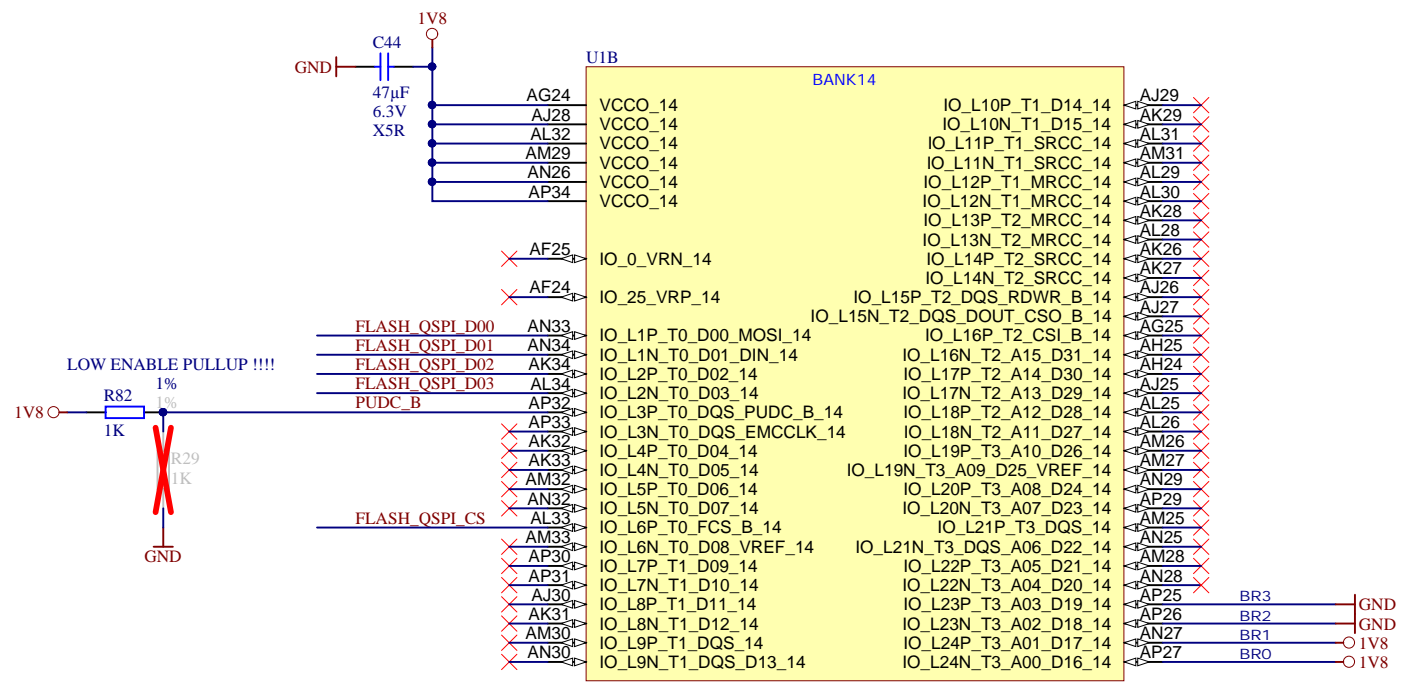 1V8
C44
GND
47µF
6.3V
X5R
U1B
BANK14
AG24 VCCO_14
AJ28 VCCO_14
AL32 VCCO_14
AM29 VCCO_14
AN26 VCCO_14
AP34 VCCO_14
AF25 IO_0_VRN_14
AF24 IO_25_VRP_14
FLASH_QSPI_D00 AN33 IO_L1P_T0_D00_MOSI_14
FLASH_QSPI_D01 AN34 IO_L1N_T0_D01_DIN_14
FLASH_QSPI_D02 AK34 IO_L2P_T0_D02_14
FLASH_QSPI_D03 AL34 IO_L2N_T0_D03_14
PUDC_B AP32 IO_L3P_T0_DQS_PUDC_B_14
AP33 IO_L3N_T0_DQS_EMCCLK_14
AK32 IO_L4P_T0_D04_14
AK33 IO_L4N_T0_D05_14
AM32 IO_L5P_T0_D06_14
AN32 IO_L5N_T0_D07_14
FLASH_QSPI_CS AL33 IO_L6P_T0_FCS_B_14
AM33 IO_L6N_T0_D08_VREF_14
AP30 IO_L7P_T1_D09_14
AP31 IO_L7N_T1_D10_14
AJ30 IO_L8P_T1_D11_14
AK31 IO_L8N_T1_D12_14
AM30 IO_L9P_T1_DQS_14
AN30 IO_L9N_T1_DQS_D13_14
LOW ENABLE PULLUP !!!!
1%
R82
1%
1V8
1K
R29
1K
GND
IO_L10P_T1_D14_14 AJ29
IO_L10N_T1_D15_14 AK29
IO_L11P_T1_SRCC_14 AL31
IO_L11N_T1_SRCC_14 AM31
IO_L12P_T1_MRCC_14 AL29
IO_L12N_T1_MRCC_14 AL30
IO_L13P_T2_MRCC_14 AK28
IO_L13N_T2_MRCC_14 AL28
IO_L14P_T2_SRCC_14 AK26
IO_L14N_T2_SRCC_14 AK27
IO_L15P_T2_DQS_RDWR_B_14 AJ26
IO_L15N_T2_DQS_DOUT_CSO_B_14 AJ27
IO_L16P_T2_CSI_B_14 AG25
IO_L16N_T2_A15_D31_14 AH25
IO_L17P_T2_A14_D30_14 AH24
IO_L17N_T2_A13_D29_14 AJ25
IO_L18P_T2_A12_D28_14 AL25
IO_L18N_T2_A11_D27_14 AL26
IO_L19P_T3_A10_D26_14 AM26
IO_L19N_T3_A09_D25_VREF_14 AM27
IO_L20P_T3_A08_D24_14 AN29
IO_L20N_T3_A07_D23_14 AP29
IO_L21P_T3_DQS_14 AM25
IO_L21N_T3_DQS_A06_D22_14 AN25
IO_L22P_T3_A05_D21_14 AM28
IO_L22N_T3_A04_D20_14 AN28
IO_L23P_T3_A03_D19_14 AP25 BR3 GND
IO_L23N_T3_A02_D18_14 AP26 BR2 GND
IO_L24P_T3_A01_D17_14 AN27 BR1 1V8
IO_L24N_T3_A00_D16_14 AP27 BR0 1V8